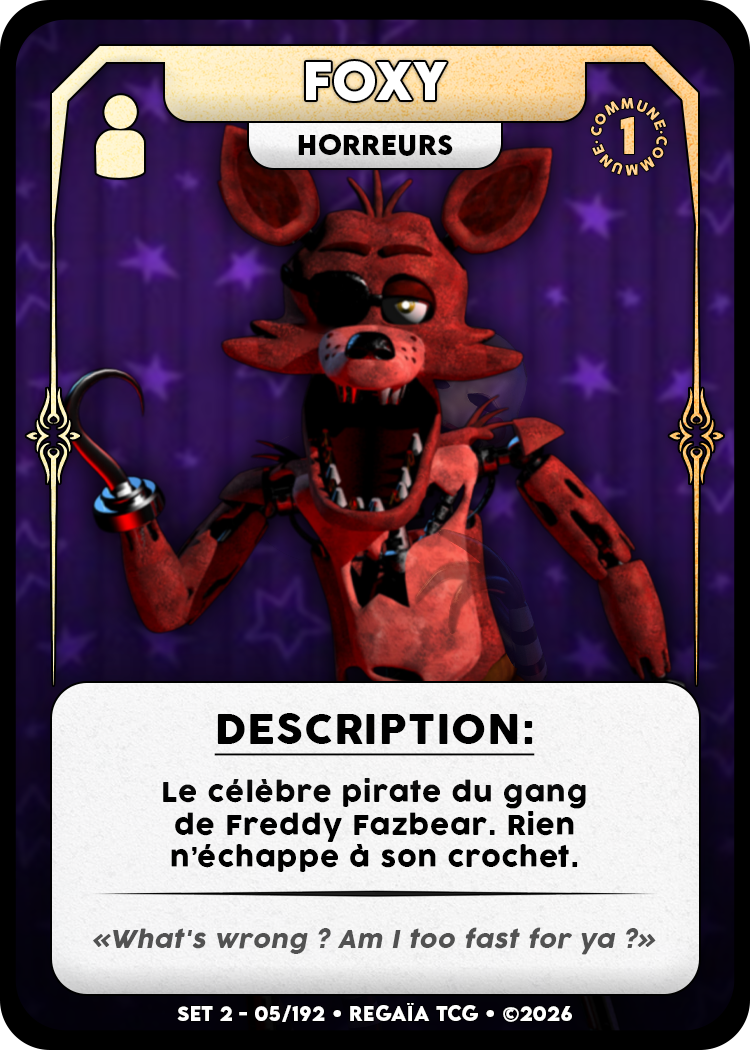 FOXY
HORREURS
COMMUNE•COMMUNE•
1
DESCRIPTION:
Le célèbre pirate du gang
de Freddy Fazbear. Rien
n'échappe à son crochet.
«What's wrong ? Am I too fast for ya ?»
SET 2 - 05/192 • REGAÏA TCG • ©2026